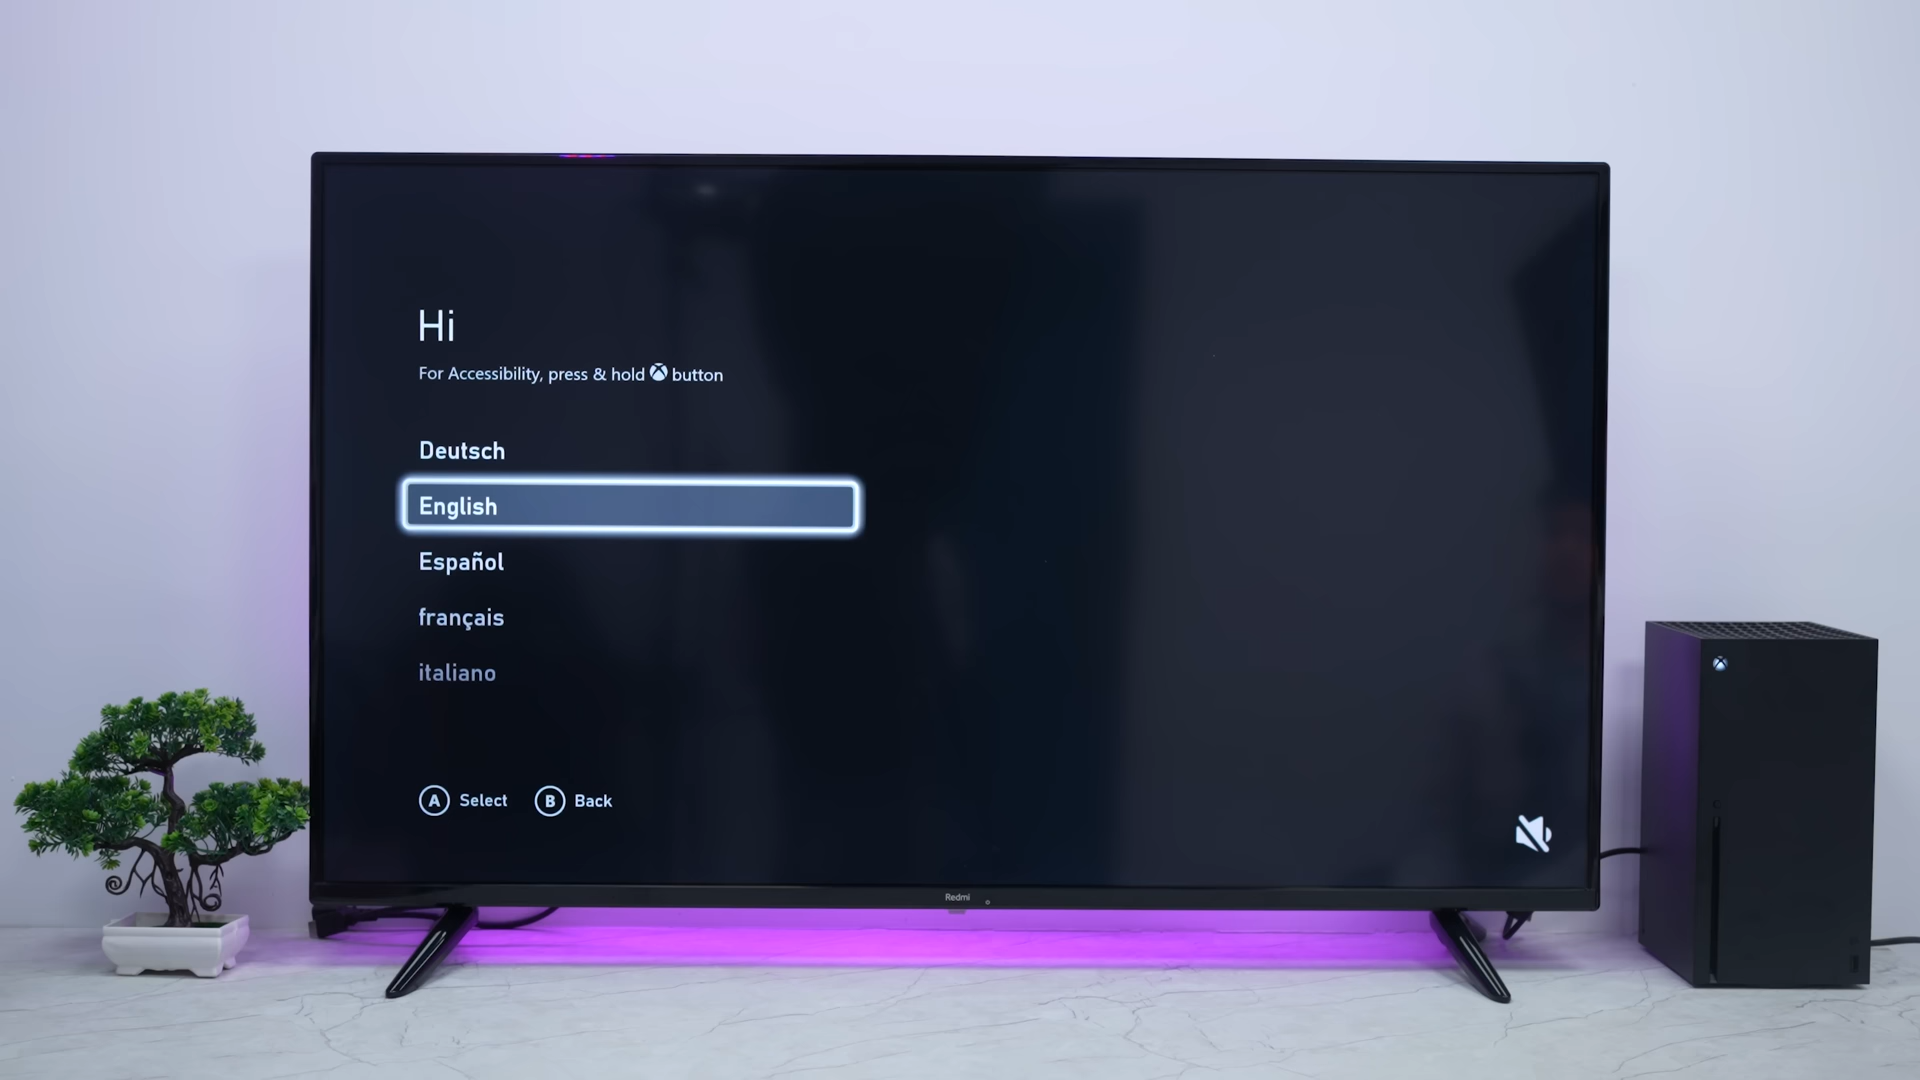 Hi
For Accessibility, press & hold button
Deutsch
English
Español
français
italiano
A Select B Back
Redmi